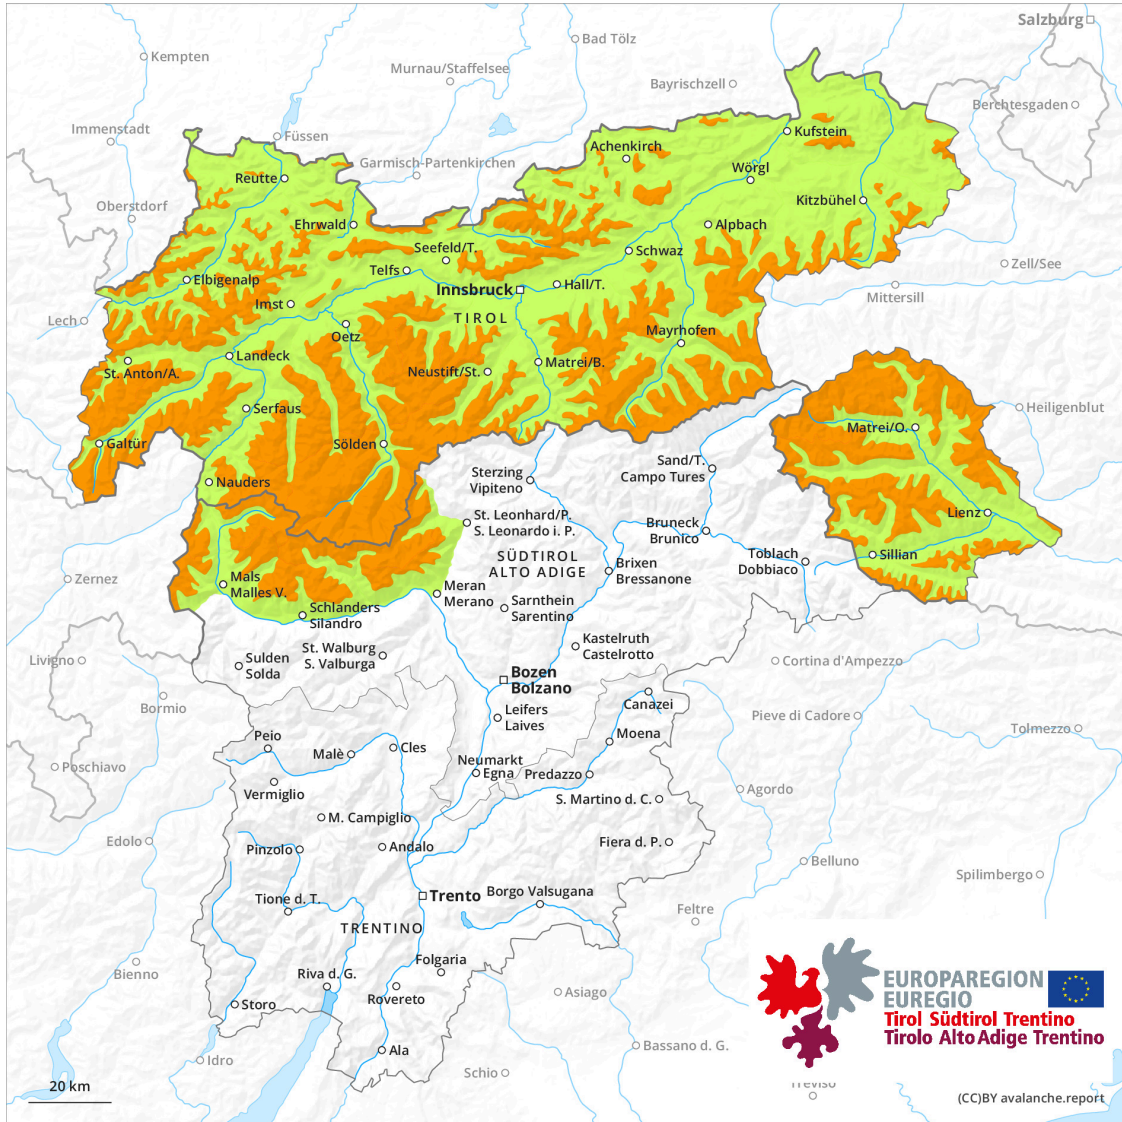 Salzburg
Kempten
Bad Tölz
Murnau/Staffelsee
Bayrischzell
Berchtesgaden
Immenstadt
Füssen
Kufstein
Achenkirch
Garmisch-Partenkirchen
Wörgl
Reutte
Oberstdorf
Kitzbühel
Ehrwald
Alpbach
Seefeld/T.
Schwaz
Telfs
Zell/See
Elbigenalp
Innsbruck
Hall/T.
Mittersill
Imst
TIROL
Lech
Oetz
Mayrhofen
Landeck
Matrei/B.
St. Anton/A.
Neustift/St.
Serfaus
Heiligenblut
Matrei/O.
Galtür
Sölden
Sterzing
Vipiteno
Sand/T.
Campo Tures
Nauders
St. Leonhard/P.
S. Leonardo i. P.
Bruneck
Brunico
Lienz
SÜDTIROL
ALTO ADIGE
Toblach
Dobbiaco
Sillian
Brixen
Bressanone
Zernez
Mals
Malles V.
Meran
Merano
Sarnthein
Sarentino
Schlanders
Silandro
Kastelruth
Castelrotto
St. Walburg
S. Valburga
Livigno
Sulden
Solda
Cortina d'Ampezzo
Bozen
Bolzano
Bormio
Canazei
Leifers
Laives
Pieve di Cadore
Tolmezzo
Peio
Moena
Malè
Cles
Neumarkt
Egna
Predazzo
Poschiavo
Vermiglio
Agordo
S. Martino d. C.
M. Campiglio
Edolo
Pinzolo
Andalo
Fiera d. P.
Belluno
Spilimbergo
Tione d. T.
Trento
Borgo Valsugana
Feltre
TRENTINO
Folgaria
Bienno
Riva d. G.
EUROPAREGION
EUREGIO
Tirol Südtirol Trentino
Tirolo Alto Adige Trentino
Asiago
Rovereto
Storo
Bassano d. G.
Ala
Idro
Schio
Treviso
20 km
(CC)BY avalanche.report